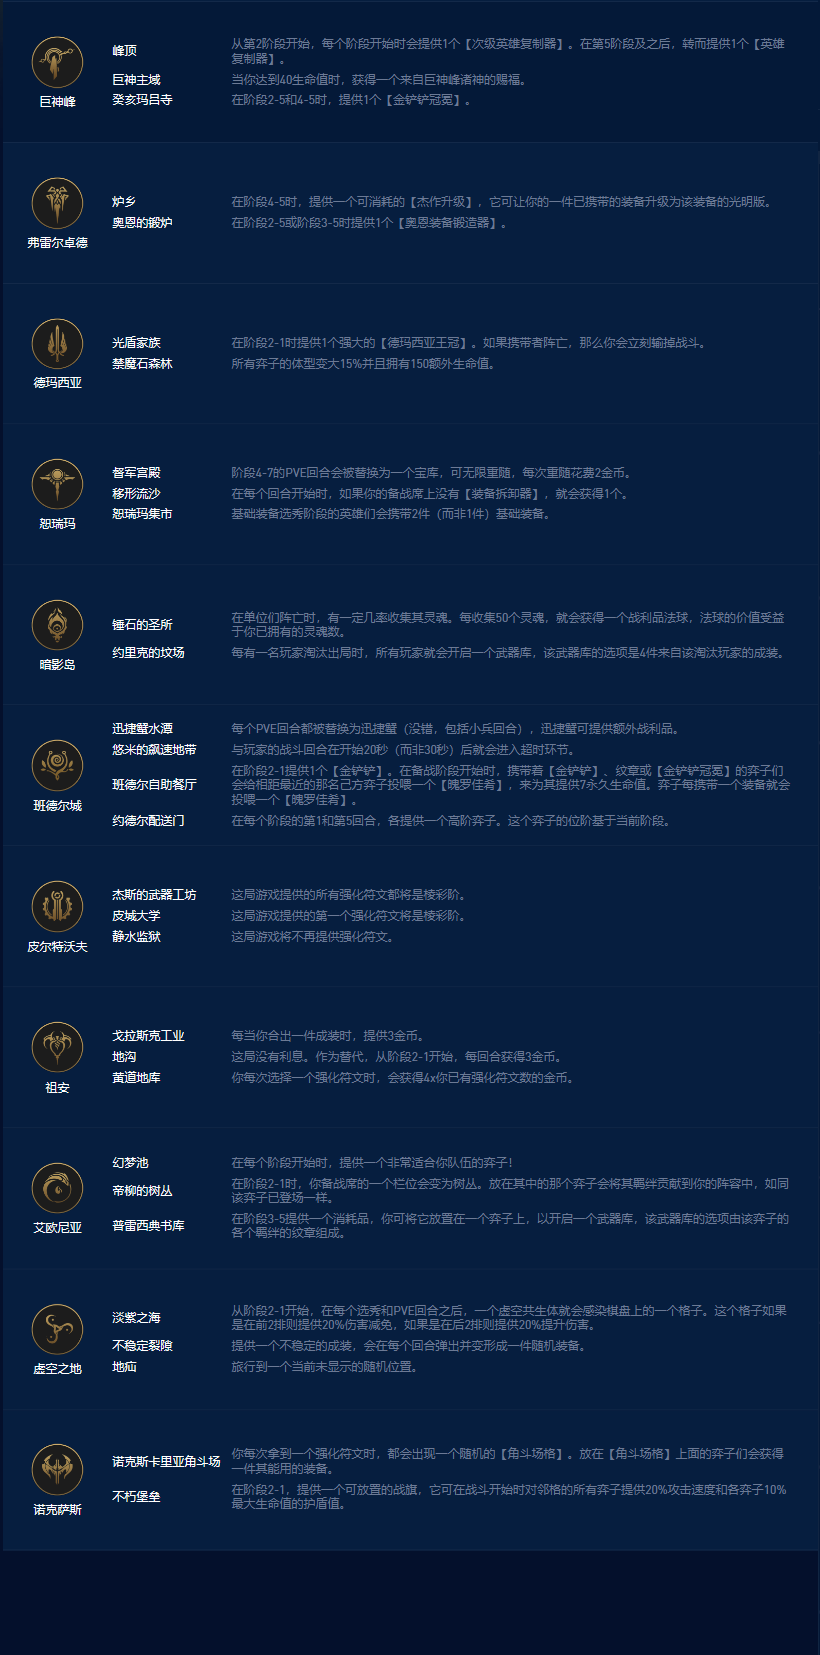 峰顶
从第2阶段开始，每个阶段开始时会提供1个【次级英雄复制器】。在第5阶段及之后，转而提供1个【英雄
复制器】。
巨神主域
当你达到40生命值时，获得一个来自巨神峰诸神的赐福。
癸亥玛吕寺
在阶段2-5和4-5时，提供1个【金铲铲冠冕】。
巨神峰
炉乡
在阶段4-5时，提供一个可消耗的【杰作升级】，它可让你的一件已携带的装备升级为该装备的光明版。
奥恩的锻炉
在阶段2-5或阶段3-5时提供1个【奥恩装备锻造器】。
弗雷尔卓德
光盾家族
在阶段2-1时提供1个强大的【德玛西亚王冠】。如果携带者阵亡，那么你会立刻输掉战斗。
禁魔石森林
所有弈子的体型变大15%并且拥有150额外生命值。
德玛西亚
督军宫殿
阶段4-7的PVE回合会被替换为一个宝库，可无限重随，每次重随花费2金币。
移形流沙
在每个回合开始时，如果你的备战席上没有【装备拆卸器】，就会获得1个。
恕瑞玛集市
基础装备选秀阶段的英雄们会携带2件（而非1件）基础装备。
恕瑞玛
锤石的圣所
在单位们阵亡时，有一定几率收集其灵魂。每收集50个灵魂，就会获得一个战利品法球，法球的价值受益
于你已拥有的灵魂数。
约里克的坟场
每有一名玩家淘汰出局时，所有玩家就会开启一个武器库，该武器库的选项是4件来自该淘汰玩家的成装。
暗影岛
迅捷蟹水潭
每个PVE回合都被替换为迅捷蟹（没错，包括小兵回合），迅捷蟹可提供额外战利品。
悠米的飙速地带
与玩家的战斗回合在开始20秒（而非30秒）后就会进入超时环节。
班德尔自助餐厅
在阶段2-1提供1个【金铲铲】。在备战阶段开始时，携带着【金铲铲】、纹章或【金铲铲冠冕】的弈子们
会给相距最近的那名己方弈子投喂一个【魄罗佳肴】，来为其提供7永久生命值。弈子每携带一个装备就会
投喂一个【魄罗佳肴】。
约德尔配送门
在每个阶段的第1和第5回合，各提供一个高阶弈子。这个弈子的位阶基于当前阶段。
班德尔城
杰斯的武器工坊
这局游戏提供的所有强化符文都将是棱彩阶。
皮城大学
这局游戏提供的第一个强化符文将是棱彩阶。
静水监狱
这局游戏将不再提供强化符文。
皮尔特沃夫
戈拉斯克工业
每当你合出一件成装时，提供3金币。
地沟
这局没有利息。作为替代，从阶段2-1开始，每回合获得3金币。
黄道地库
你每次选择一个强化符文时，会获得4x你已有强化符文数的金币。
祖安
幻梦池
在每个阶段开始时，提供一个非常适合你队伍的弈子！
帝柳的树丛
在阶段2-1时，你备战席的一个栏位会变为树丛。放在其中的那个弈子会将其羁绊贡献到你的阵容中，如同
该弈子已登场一样。
普雷西典书库
在阶段3-5提供一个消耗品，你可将它放置在一个弈子上，以开启一个武器库，该武器库的选项由该弈子的
各个羁绊的纹章组成。
艾欧尼亚
淡紫之海
从阶段2-1开始，在每个选秀和PVE回合之后，一个虚空共生体就会感染棋盘上的一个格子。这个格子如果
是在前2排则提供20%伤害减免，如果是在后2排则提供20%提升伤害。
不稳定裂隙
提供一个不稳定的成装，会在每个回合弹出并变形成一件随机装备。
地疝
旅行到一个当前未显示的随机位置。
虚空之地
诺克斯卡里亚角斗场
你每次拿到一个强化符文时，都会出现一个随机的【角斗场格】。放在【角斗场格】上面的弈子们会获得
一件其能用的装备。
不朽堡垒
在阶段2-1，提供一个可放置的战旗，它可在战斗开始时对邻格的所有弈子提供20%攻击速度和各弈子10%
最大生命值的护盾值。
诺克萨斯